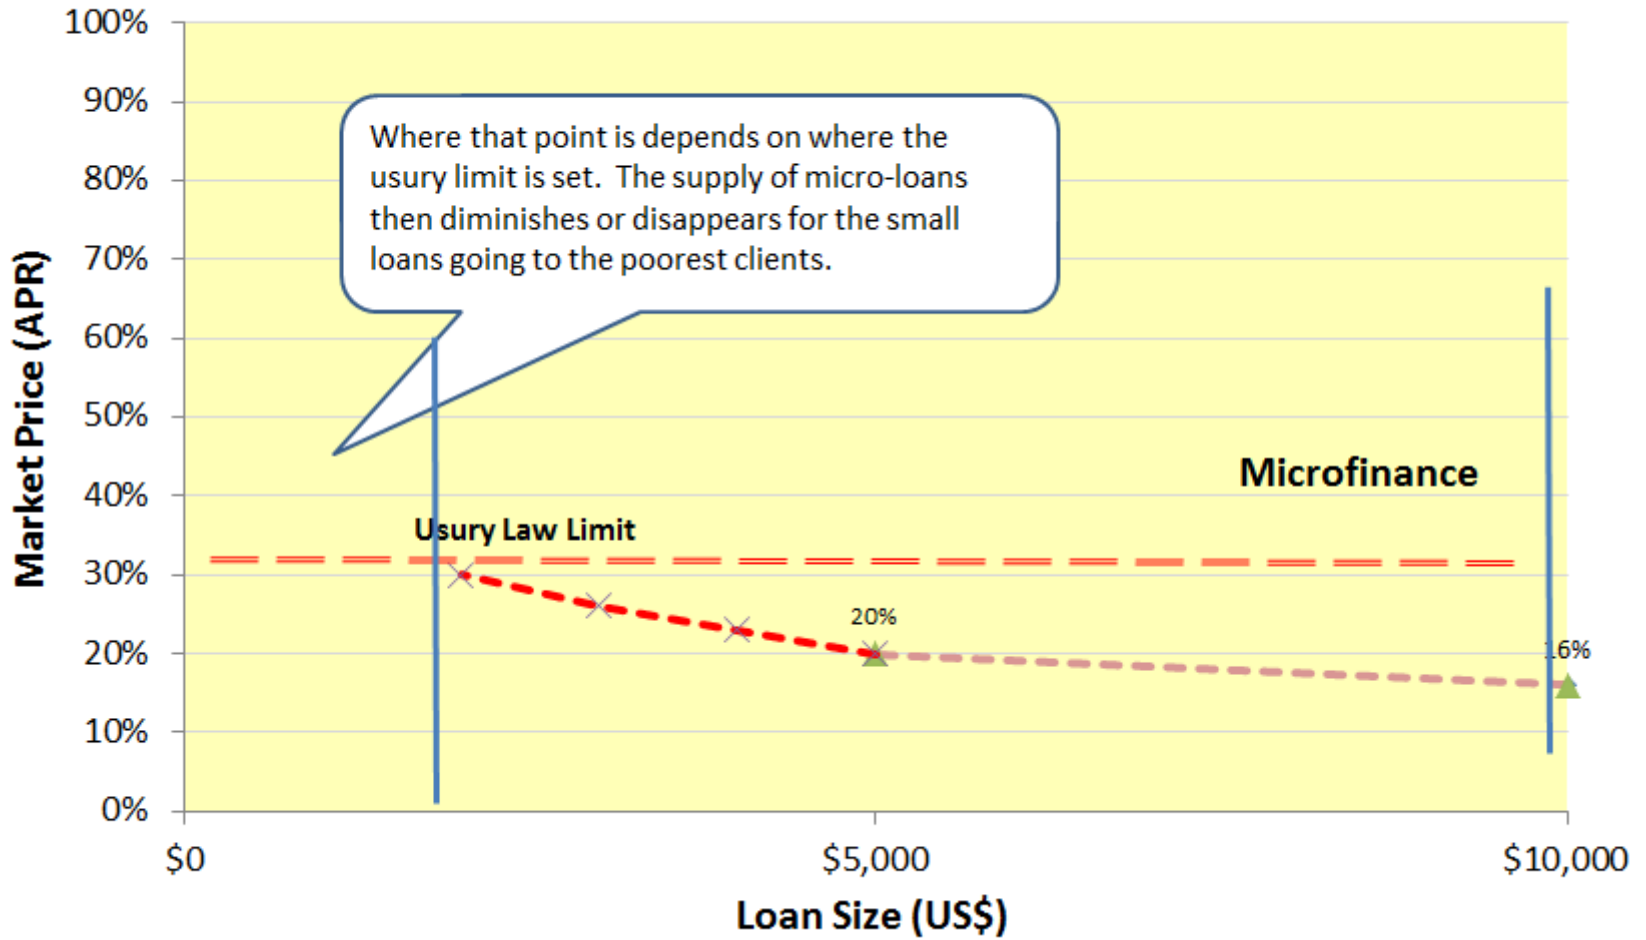 100%
90%
80%
70%
60%
50%
40%
30%
20%
10%
0%
Market Price (APR)
Where that point is depends on where the
usury limit is set.  The supply of micro-loans
then diminishes or disappears for the small
loans going to the poorest clients.
Microfinance
Usury Law Limit
20%
16%
$0
$5,000
$10,000
Loan Size (US$)